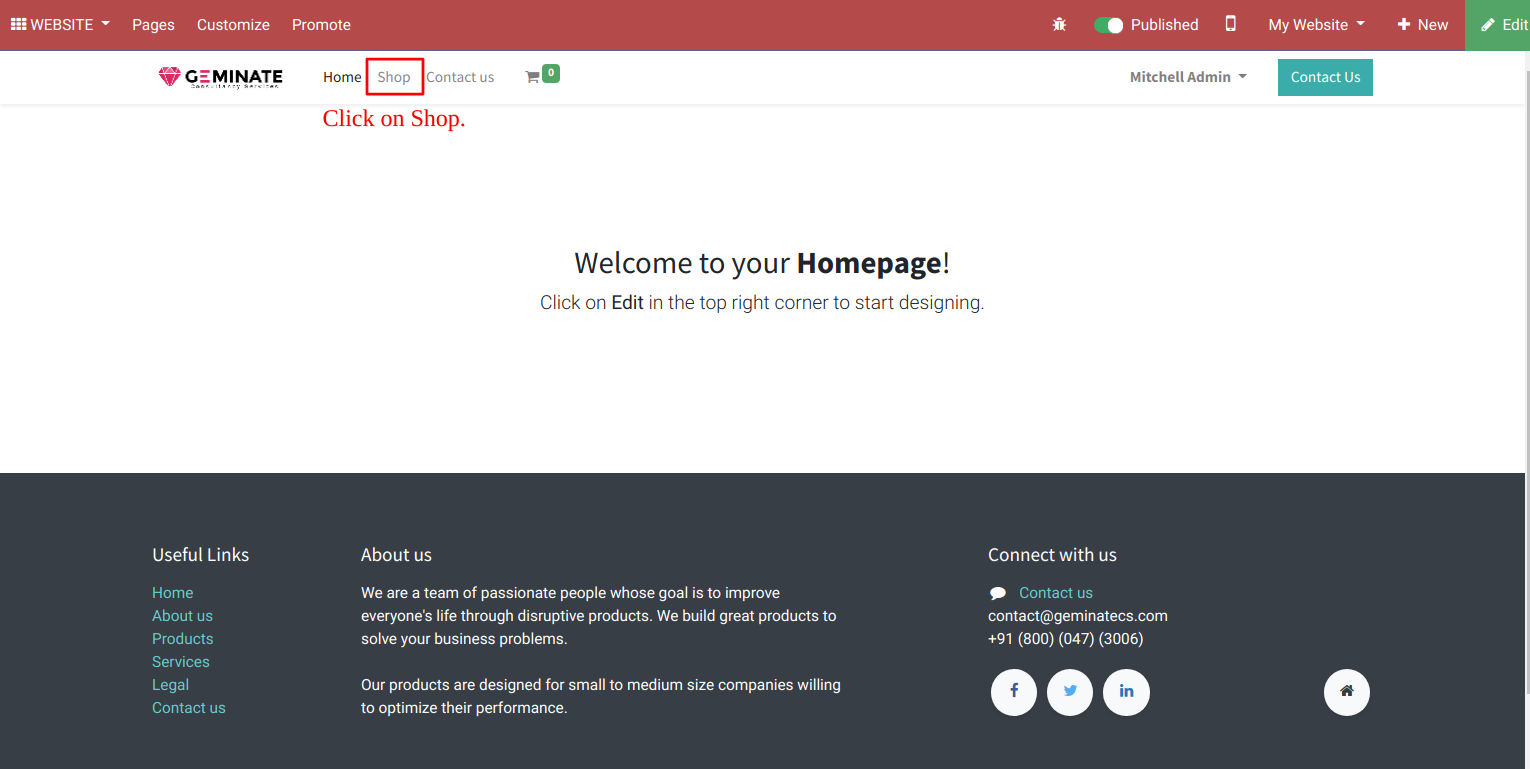 WEBSITE Pages Customize Promote Published My Website New Edit
GEMINATE
Consultancy Services
Home Shop Contact us 0 Mitchell Admin Contact Us
Click on Shop.
Welcome to your Homepage!
Click on Edit in the top right corner to start designing.
Useful Links
Home
About us
Products
Services
Legal
Contact us
About us
We are a team of passionate people whose goal is to improve
everyone's life through disruptive products. We build great products to
solve your business problems.
Our products are designed for small to medium size companies willing
to optimize their performance.
Connect with us
Contact us
contact@geminatecs.com
+91 (800) (047) (3006)